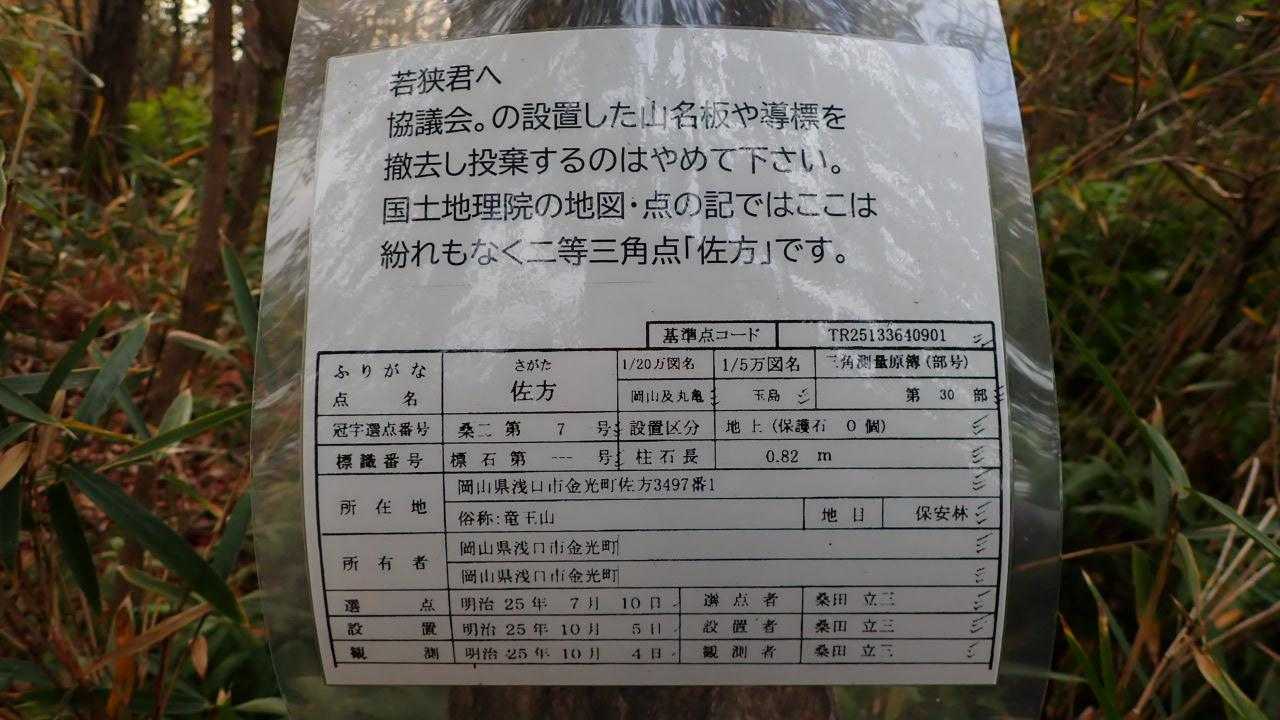 若狭君へ
協議会。の設置した山名板や導標を
撤去し投棄するのはやめて下さい。
国土地理院の地図・点の記ではここは
紛れもなく二等三角点「佐方」です。
基準点コード TR25133640901
ふりがな さがた 1/20万図名 1/5万図名 三角測量原簿(部号)
点名 佐方 岡山及丸亀 玉島 第 30 部
冠字選点番号 桑二 第 7 号 設置区分 地上(保護石 0個)
標識番号 標石第 --- 号 柱石長 0.82 m
所在地 岡山県浅口市金光町佐方3497番1
俗称:竜王山 地目 保安林
所有者 岡山県浅口市金光町
岡山県浅口市金光町
選点 明治 25年 7月 10日 選点者 桑田 立三
設置 明治 25年 10月 5日 設置者 桑田 立三
観測 明治 25年 10月 4日 観測者 桑田 立三